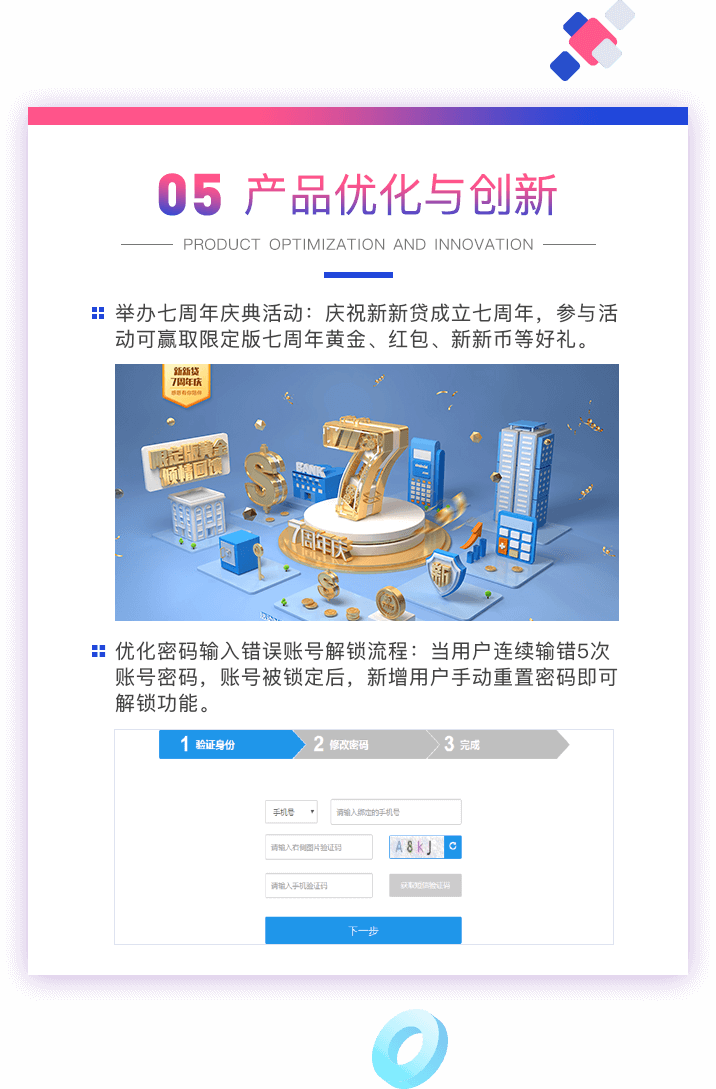 05 产品优化与创新
PRODUCT OPTIMIZATION AND INNOVATION
举办七周年庆典活动：庆祝新新贷成立七周年，参与活
动可赢取限定版七周年黄金、红包、新新币等好礼。
新新贷
7周年庆
感恩有你陪伴
限定版黄金
倾情回馈
$
BANK
7
7周年庆
新
$
优化密码输入错误账号解锁流程：当用户连续输错5次
账号密码，账号被锁定后，新增用户手动重置密码即可
解锁功能。
1 验证身份
2 修改密码
3 完成
手机号
请输入绑定的手机号
请输入右侧图片验证码
A8kJ
请输入手机验证码
获取短信验证码
下一步